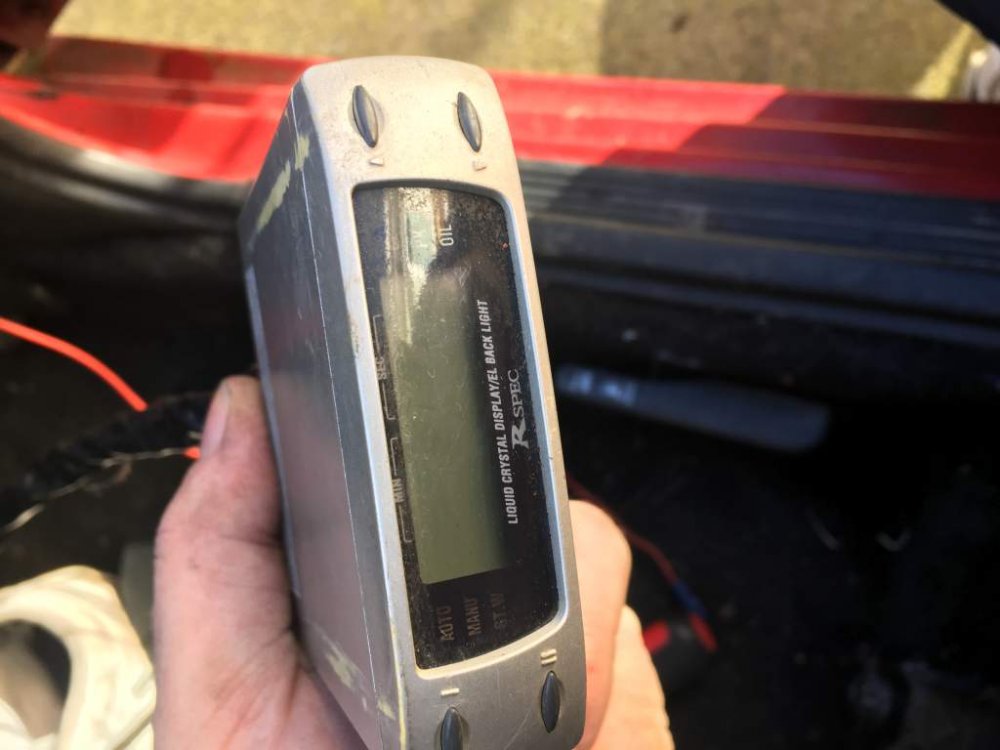 OIL
MIN
SEC
LIQUID CRYSTAL DISPLAY/EL BACK LIGHT
R SPEC
AUTO
MANU
ST.W